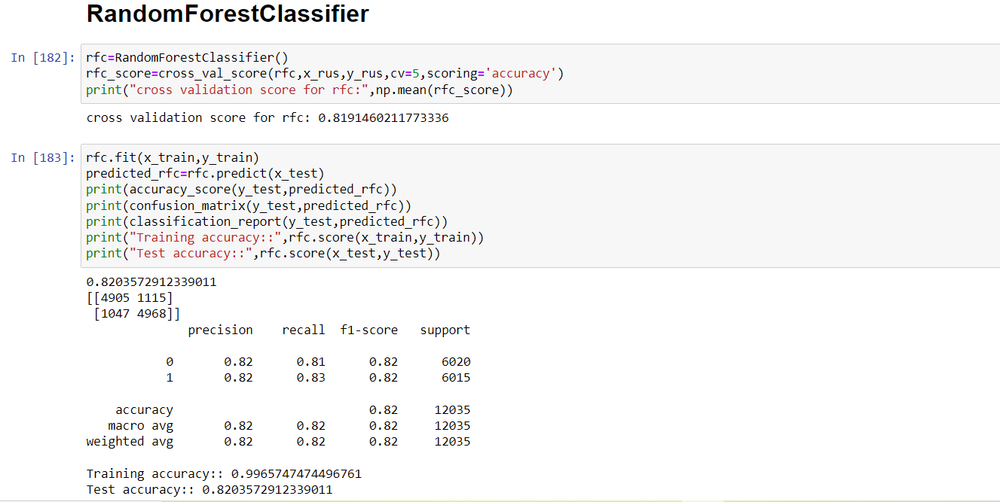 RandomForestClassifier
In [182]: rfc=RandomForestClassifier()
rfc_score=cross_val_score(rfc,x_rus,y_rus,cv=5,scoring='accuracy')
print("cross validation score for rfc:",np.mean(rfc_score))
cross validation score for rfc: 0.8191460211773336
In [183]: rfc.fit(x_train,y_train)
predicted_rfc=rfc.predict(x_test)
print(accuracy_score(y_test,predicted_rfc))
print(confusion_matrix(y_test,predicted_rfc))
print(classification_report(y_test,predicted_rfc))
print("Training accuracy::",rfc.score(x_train,y_train))
print("Test accuracy::",rfc.score(x_test,y_test))
0.8203572912339011
[[4905 1115]
[1047 4968]]
precision recall f1-score support
0 0.82 0.81 0.82 6020
1 0.82 0.83 0.82 6015
accuracy 0.82 12035
macro avg 0.82 0.82 0.82 12035
weighted avg 0.82 0.82 0.82 12035
Training accuracy:: 0.9965747474496761
Test accuracy:: 0.8203572912339011